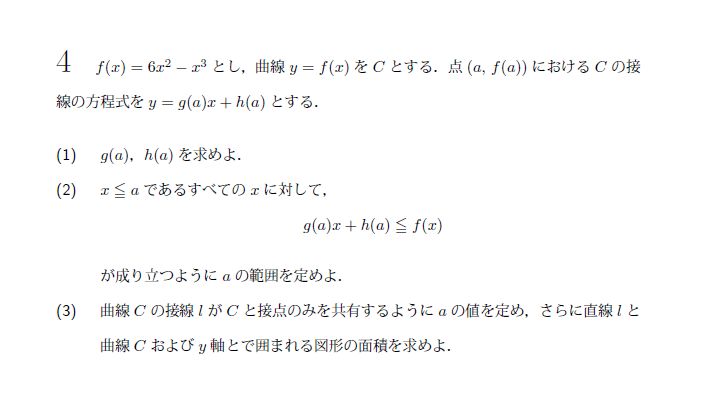 4 f(x) = 6x² − x³ とし，曲線 y = f(x) を C とする．点 (a, f(a)) における C の接
線の方程式を y = g(a)x + h(a) とする．
(1) g(a)，h(a) を求めよ．
(2) x ≦ a であるすべての x に対して，
g(a)x + h(a) ≦ f(x)
が成り立つように a の範囲を定めよ．
(3) 曲線 C の接線 l が C と接点のみを共有するように a の値を定め，さらに直線 l と
曲線 C および y 軸とで囲まれる図形の面積を求めよ．